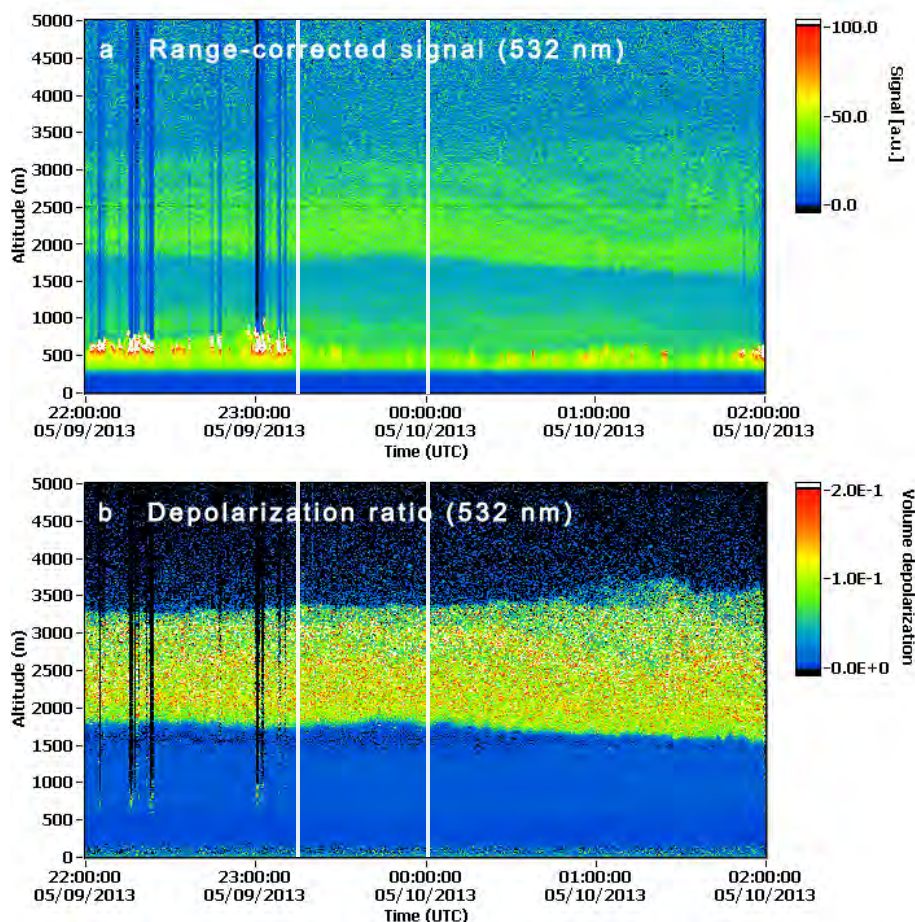 a Range-corrected signal (532 nm)
5000
4500
4000
3500
3000
2500
2000
1500
1000
500
0
Altitude (m)
22:00:00 23:00:00 00:00:00 01:00:00 02:00:00
05/09/2013 05/09/2013 05/10/2013 05/10/2013 05/10/2013
Time (UTC)
100.0
50.0
0.0
Signal [a.u.]
b Depolarization ratio (532 nm)
5000
4500
4000
3500
3000
2500
2000
1500
1000
500
0
Altitude (m)
22:00:00 23:00:00 00:00:00 01:00:00 02:00:00
05/09/2013 05/09/2013 05/10/2013 05/10/2013 05/10/2013
Time (UTC)
2.0E-1
1.0E-1
0.0E+0
Volume depolarization